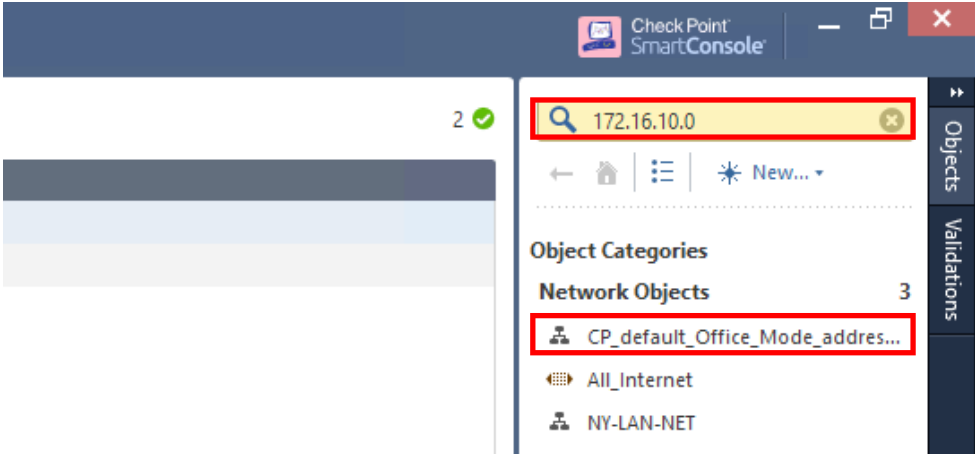 Check Point
SmartConsole
2
172.16.10.0
New...
Object Categories
Network Objects 3
CP_default_Office_Mode_addres...
All_Internet
NY-LAN-NET
Objects
Validations